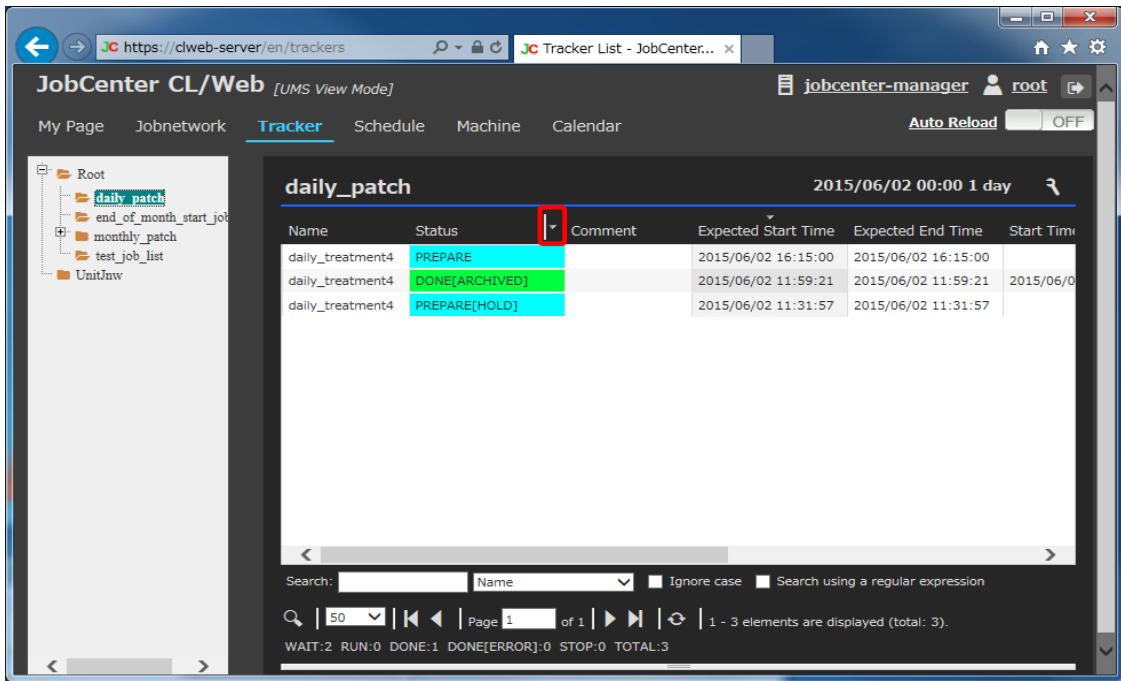 JC https://clweb-server/en/trackers
JC Tracker List - JobCenter...
JobCenter CL/Web [UMS View Mode]
jobcenter-manager root
My Page Jobnetwork Tracker Schedule Machine Calendar
Auto Reload OFF
Root
daily_patch
end_of_month_start_job
monthly_patch
test_job_list
UnitJnw
daily_patch 2015/06/02 00:00 1 day
Name Status Comment Expected Start Time Expected End Time Start Time
daily_treatment4 PREPARE 2015/06/02 16:15:00 2015/06/02 16:15:00
daily_treatment4 DONE[ARCHIVED] 2015/06/02 11:59:21 2015/06/02 11:59:21 2015/06/0
daily_treatment4 PREPARE[HOLD] 2015/06/02 11:31:57 2015/06/02 11:31:57
Search: Name Ignore case Search using a regular expression
50 Page 1 of 1 1 - 3 elements are displayed (total: 3).
WAIT:2 RUN:0 DONE:1 DONE[ERROR]:0 STOP:0 TOTAL:3